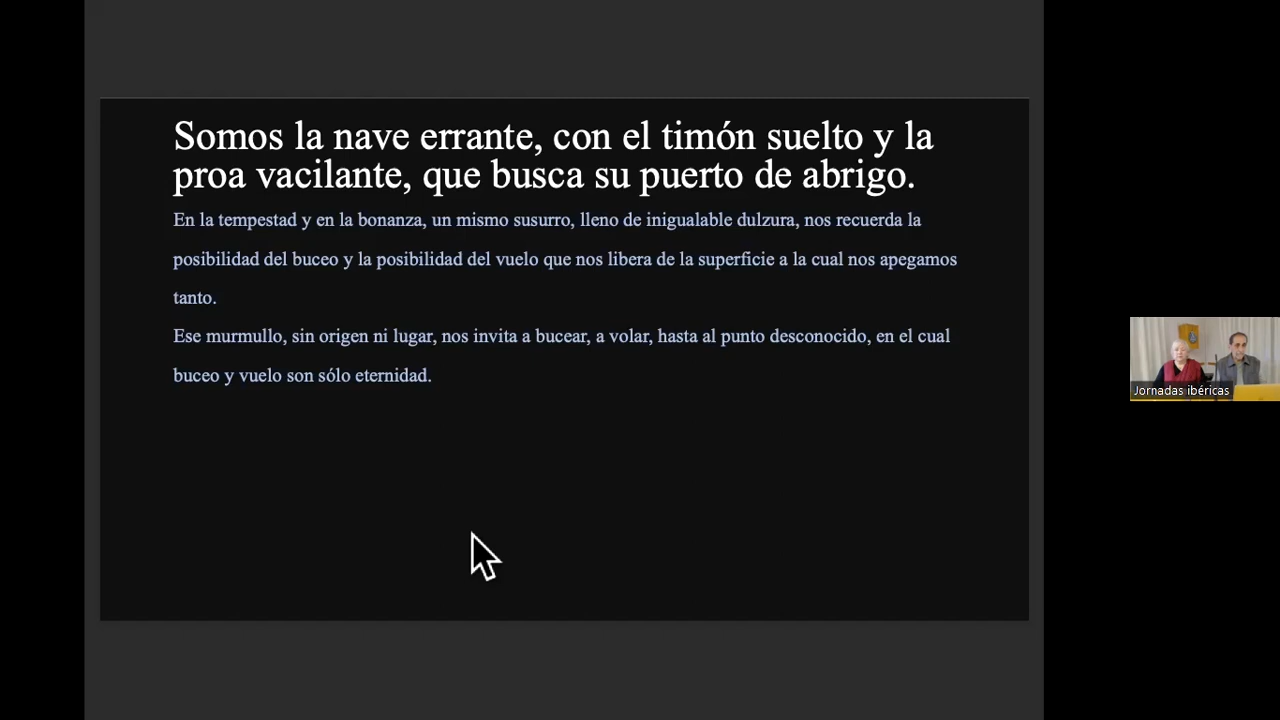 Somos la nave errante, con el timón suelto y la
proa vacilante, que busca su puerto de abrigo.
En la tempestad y en la bonanza, un mismo susurro, lleno de inigualable dulzura, nos recuerda la
posibilidad del buceo y la posibilidad del vuelo que nos libera de la superficie a la cual nos apegamos
tanto.
Ese murmullo, sin origen ni lugar, nos invita a bucear, a volar, hasta al punto desconocido, en el cual
buceo y vuelo son sólo eternidad.
Jornadas ibéricas